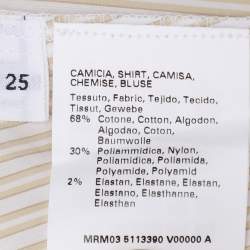 25
CAMICIA, SHIRT, CAMISA,
CHEMISE, BLUSE
Tessuto, Fabric, Tejido, Tecido,
Tissut, Gewebe
68% Cotone, Cotton, Algodon,
Algodao, Coton,
Baumwolle
30% Poliammidica, Nylon,
Poliamidica, Poliamida,
Polyamide, Polyamid
2% Elastan, Elastane, Elastan,
Elastano, Elasthanne,
Elasthan
MRM03 5113390 V00000 A